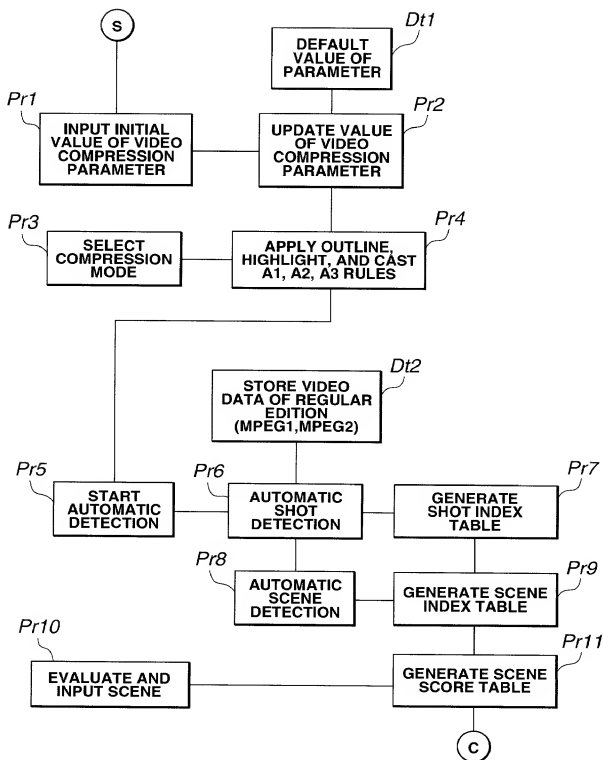 S
Dt1
DEFAULT
VALUE OF
PARAMETER
Pr1
INPUT INITIAL
VALUE OF VIDEO
COMPRESSION
PARAMETER
Pr2
UPDATE VALUE
OF VIDEO
COMPRESSION
PARAMETER
Pr3
SELECT
COMPRESSION
MODE
Pr4
APPLY OUTLINE,
HIGHLIGHT, AND CAST
A1, A2, A3 RULES
Dt2
STORE VIDEO
DATA OF REGULAR
EDITION
(MPEG1,MPEG2)
Pr5
START
AUTOMATIC
DETECTION
Pr6
AUTOMATIC
SHOT
DETECTION
Pr7
GENERATE
SHOT INDEX
TABLE
Pr8
AUTOMATIC
SCENE
DETECTION
Pr9
GENERATE SCENE
INDEX TABLE
Pr10
EVALUATE AND
INPUT SCENE
Pr11
GENERATE SCENE
SCORE TABLE
C